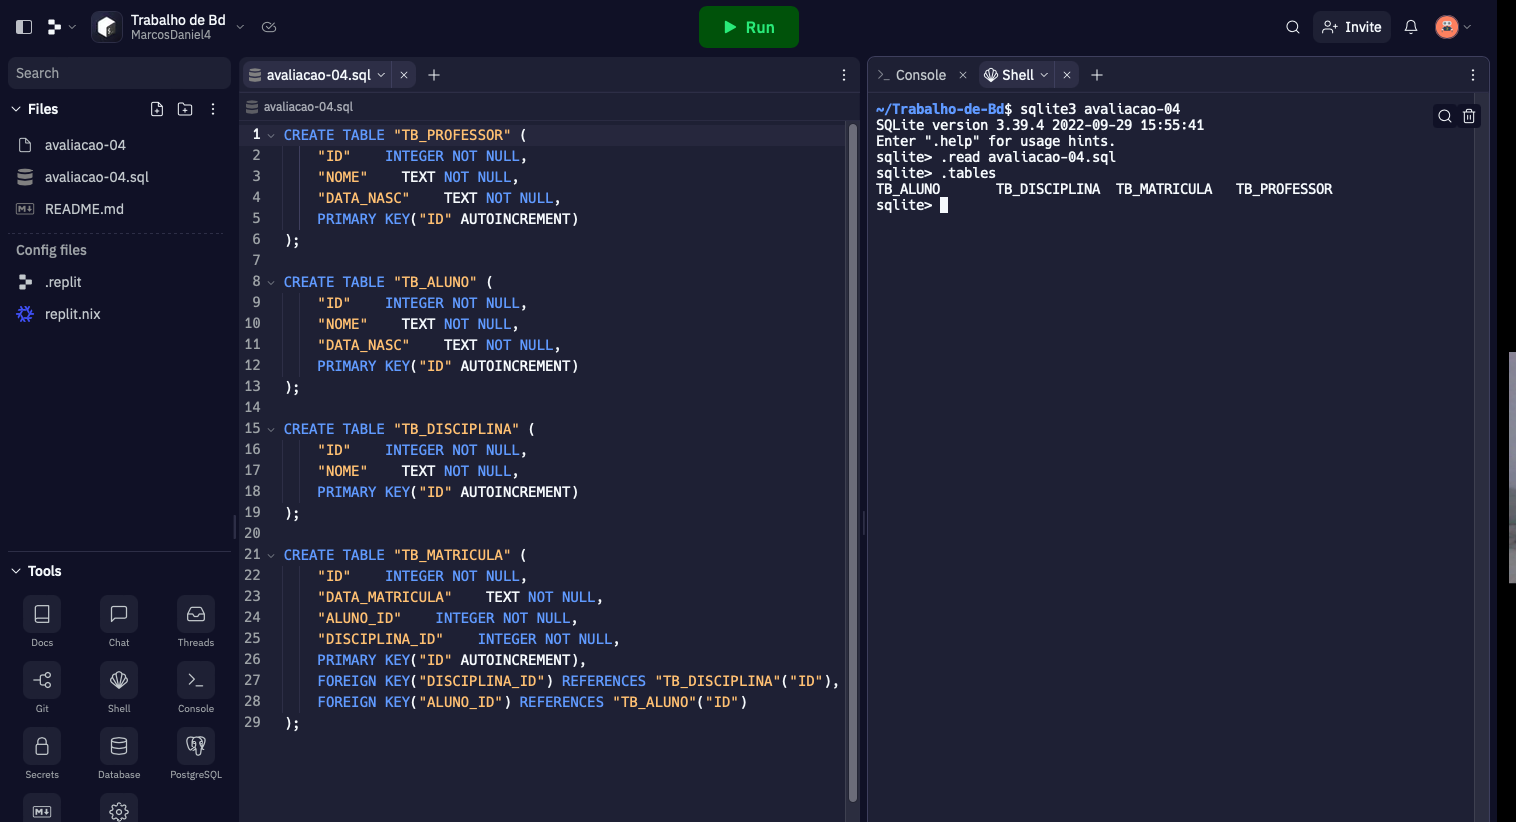 Trabalho de Bd
MarcosDaniel4
Run
Invite
Search
Files
avaliacao-04
avaliacao-04.sql
README.md
Config files
.replit
replit.nix
Tools
Docs Chat Threads
Git Shell Console
Secrets Database PostgreSQL
avaliacao-04.sql
avaliacao-04.sql
1 CREATE TABLE "TB_PROFESSOR" (
2 "ID" INTEGER NOT NULL,
3 "NOME" TEXT NOT NULL,
4 "DATA_NASC" TEXT NOT NULL,
5 PRIMARY KEY("ID" AUTOINCREMENT)
6 );
7
8 CREATE TABLE "TB_ALUNO" (
9 "ID" INTEGER NOT NULL,
10 "NOME" TEXT NOT NULL,
11 "DATA_NASC" TEXT NOT NULL,
12 PRIMARY KEY("ID" AUTOINCREMENT)
13 );
14
15 CREATE TABLE "TB_DISCIPLINA" (
16 "ID" INTEGER NOT NULL,
17 "NOME" TEXT NOT NULL,
18 PRIMARY KEY("ID" AUTOINCREMENT)
19 );
20
21 CREATE TABLE "TB_MATRICULA" (
22 "ID" INTEGER NOT NULL,
23 "DATA_MATRICULA" TEXT NOT NULL,
24 "ALUNO_ID" INTEGER NOT NULL,
25 "DISCIPLINA_ID" INTEGER NOT NULL,
26 PRIMARY KEY("ID" AUTOINCREMENT),
27 FOREIGN KEY("DISCIPLINA_ID") REFERENCES "TB_DISCIPLINA"("ID"),
28 FOREIGN KEY("ALUNO_ID") REFERENCES "TB_ALUNO"("ID")
29 );
Console Shell
~/Trabalho-de-Bd$ sqlite3 avaliacao-04
SQLite version 3.39.4 2022-09-29 15:55:41
Enter ".help" for usage hints.
sqlite> .read avaliacao-04.sql
sqlite> .tables
TB_ALUNO TB_DISCIPLINA TB_MATRICULA TB_PROFESSOR
sqlite>